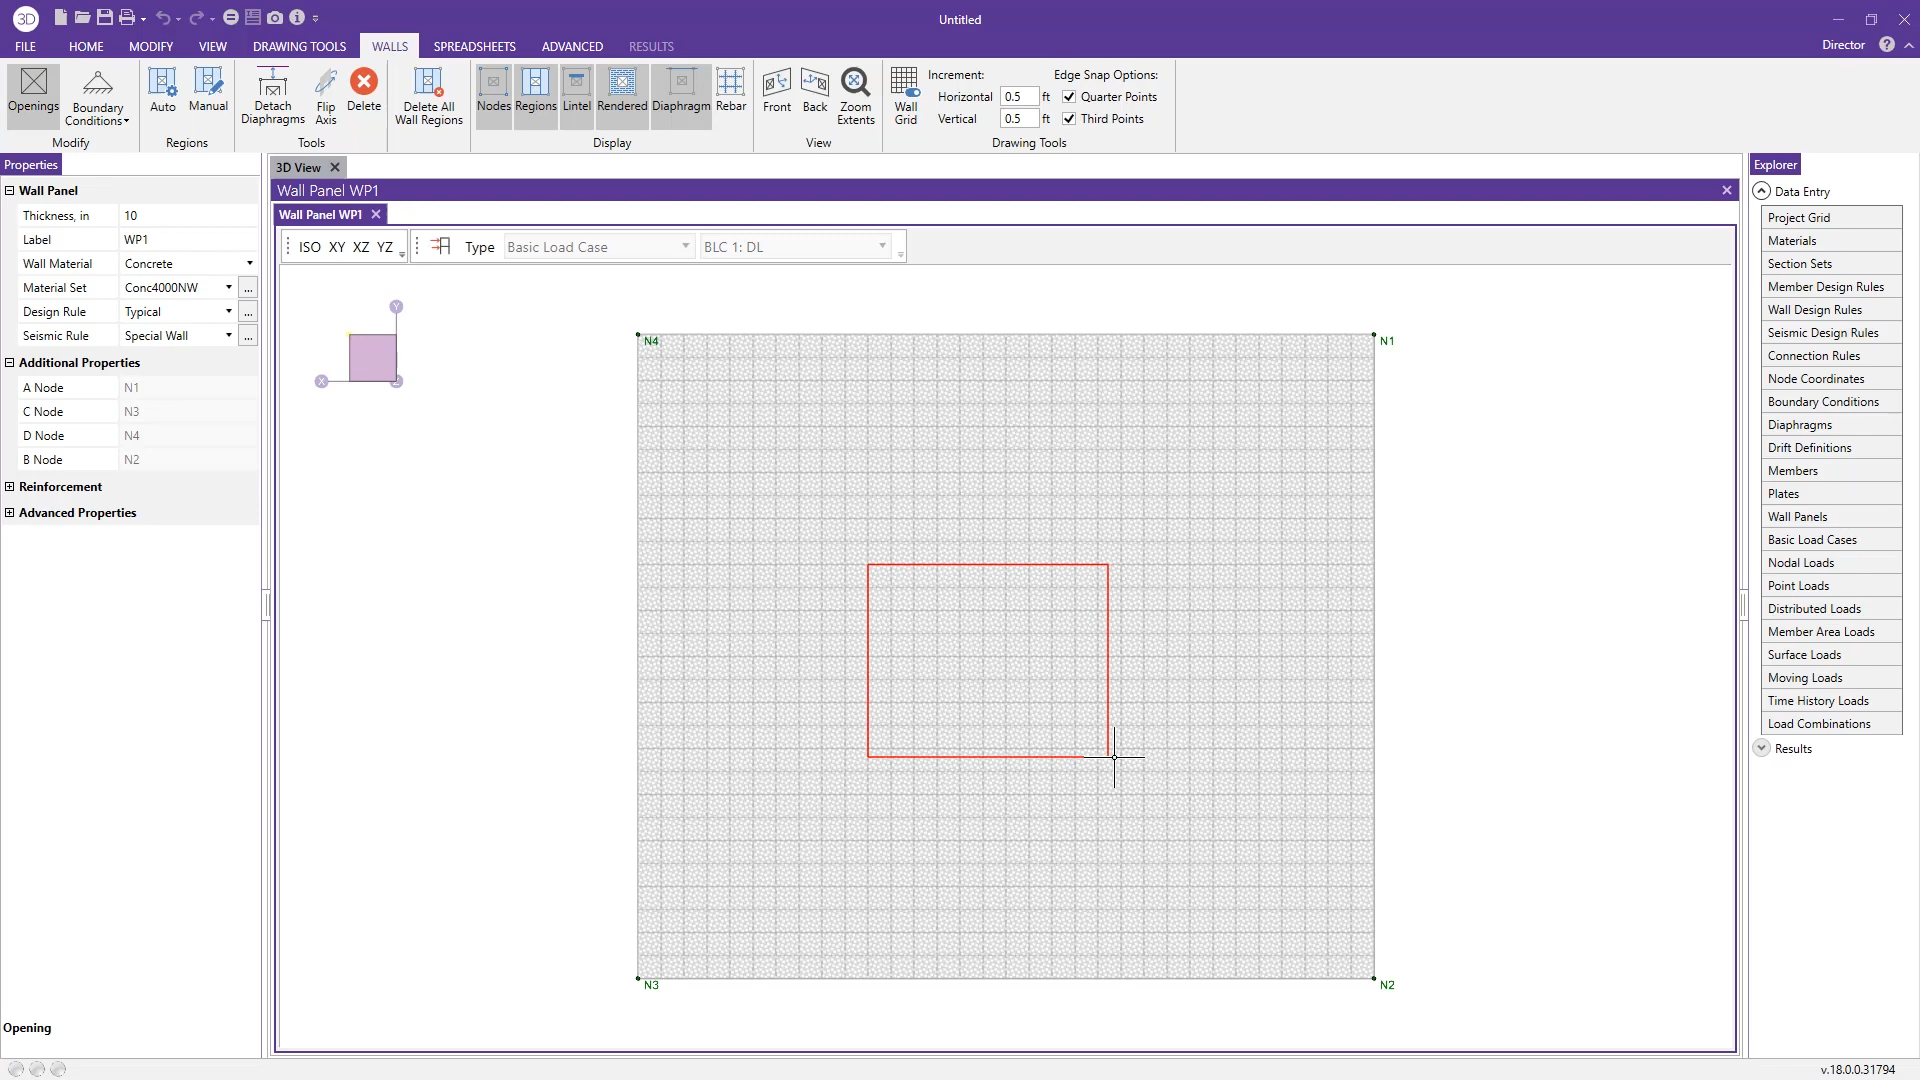 3D
Untitled
FILE HOME MODIFY VIEW DRAWING TOOLS WALLS SPREADSHEETS ADVANCED RESULTS
Director
Openings
Boundary
Conditions
Modify
Auto
Manual
Regions
Detach
Diaphragms
Flip
Axis
Delete
Tools
Delete All
Wall Regions
Nodes
Regions
Lintel
Rendered
Diaphragm
Rebar
Display
Front
Back
Zoom
Extents
View
Wall
Grid
Increment:
Horizontal 0.5 ft
Vertical 0.5 ft
Edge Snap Options:
Quarter Points
Third Points
Drawing Tools
Properties
Wall Panel
Thickness, in 10
Label WP1
Wall Material Concrete
Material Set Conc4000NW ...
Design Rule Typical ...
Seismic Rule Special Wall ...
Additional Properties
A Node N1
C Node N3
D Node N4
B Node N2
Reinforcement
Advanced Properties
Opening
3D View
Wall Panel WP1
Wall Panel WP1
ISO XY XZ YZ Type Basic Load Case BLC 1: DL
Y
X
Z
N4
N1
N3
N2
Explorer
Data Entry
Project Grid
Materials
Section Sets
Member Design Rules
Wall Design Rules
Seismic Design Rules
Connection Rules
Node Coordinates
Boundary Conditions
Diaphragms
Drift Definitions
Members
Plates
Wall Panels
Basic Load Cases
Nodal Loads
Point Loads
Distributed Loads
Member Area Loads
Surface Loads
Moving Loads
Time History Loads
Load Combinations
Results
v.18.0.0.31794